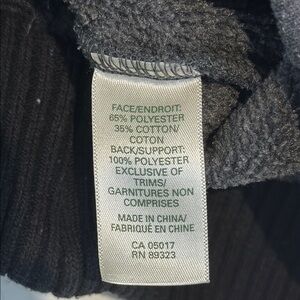 FACE/ENDROIT:
65% POLYESTER
35% COTTON/
COTON
BACK/SUPPORT:
100% POLYESTER
EXCLUSIVE OF
TRIMS/
GARNITURES NON
COMPRISES
MADE IN CHINA/
FABRIQUÉ EN CHINE
CA 05017
RN 89323